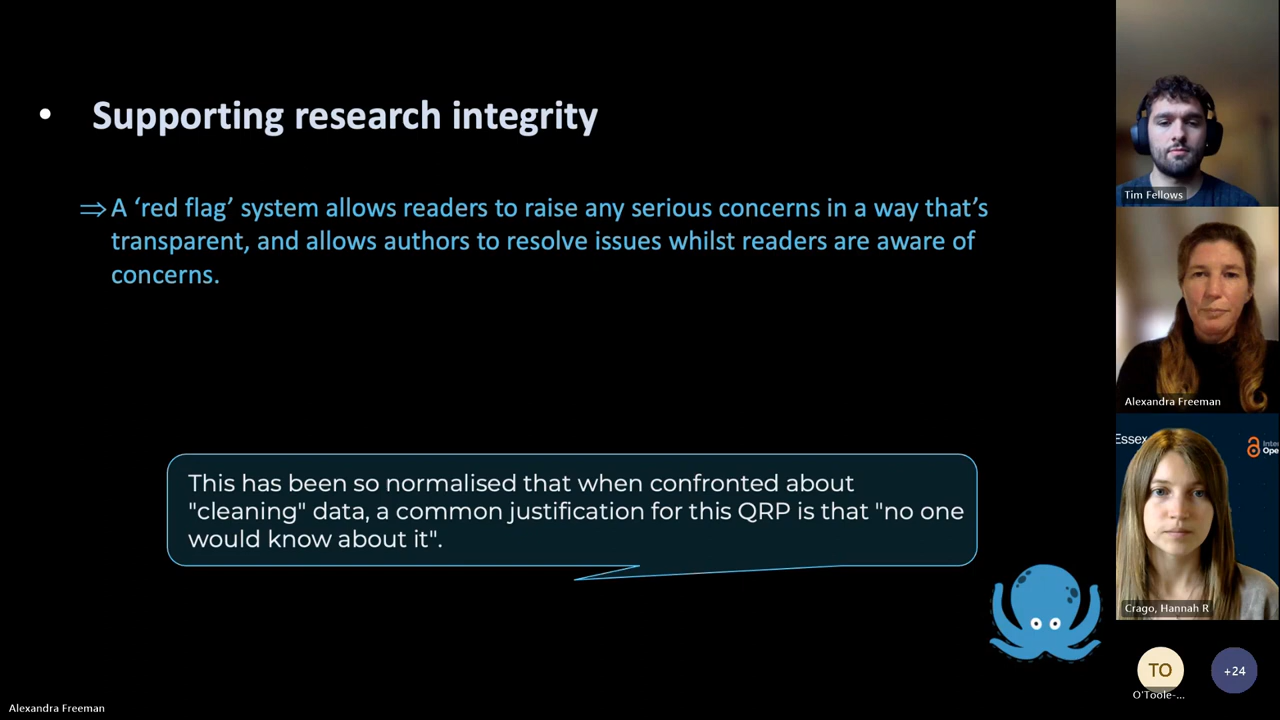 • Supporting research integrity
⇒ A ‘red flag’ system allows readers to raise any serious concerns in a way that’s
transparent, and allows authors to resolve issues whilst readers are aware of
concerns.
This has been so normalised that when confronted about
"cleaning" data, a common justification for this QRP is that "no one
would know about it".
Alexandra Freeman
Tim Fellows
Alexandra Freeman
Essex
Inte
Ope
Crago, Hannah R
TO
+24
O'Toole-...